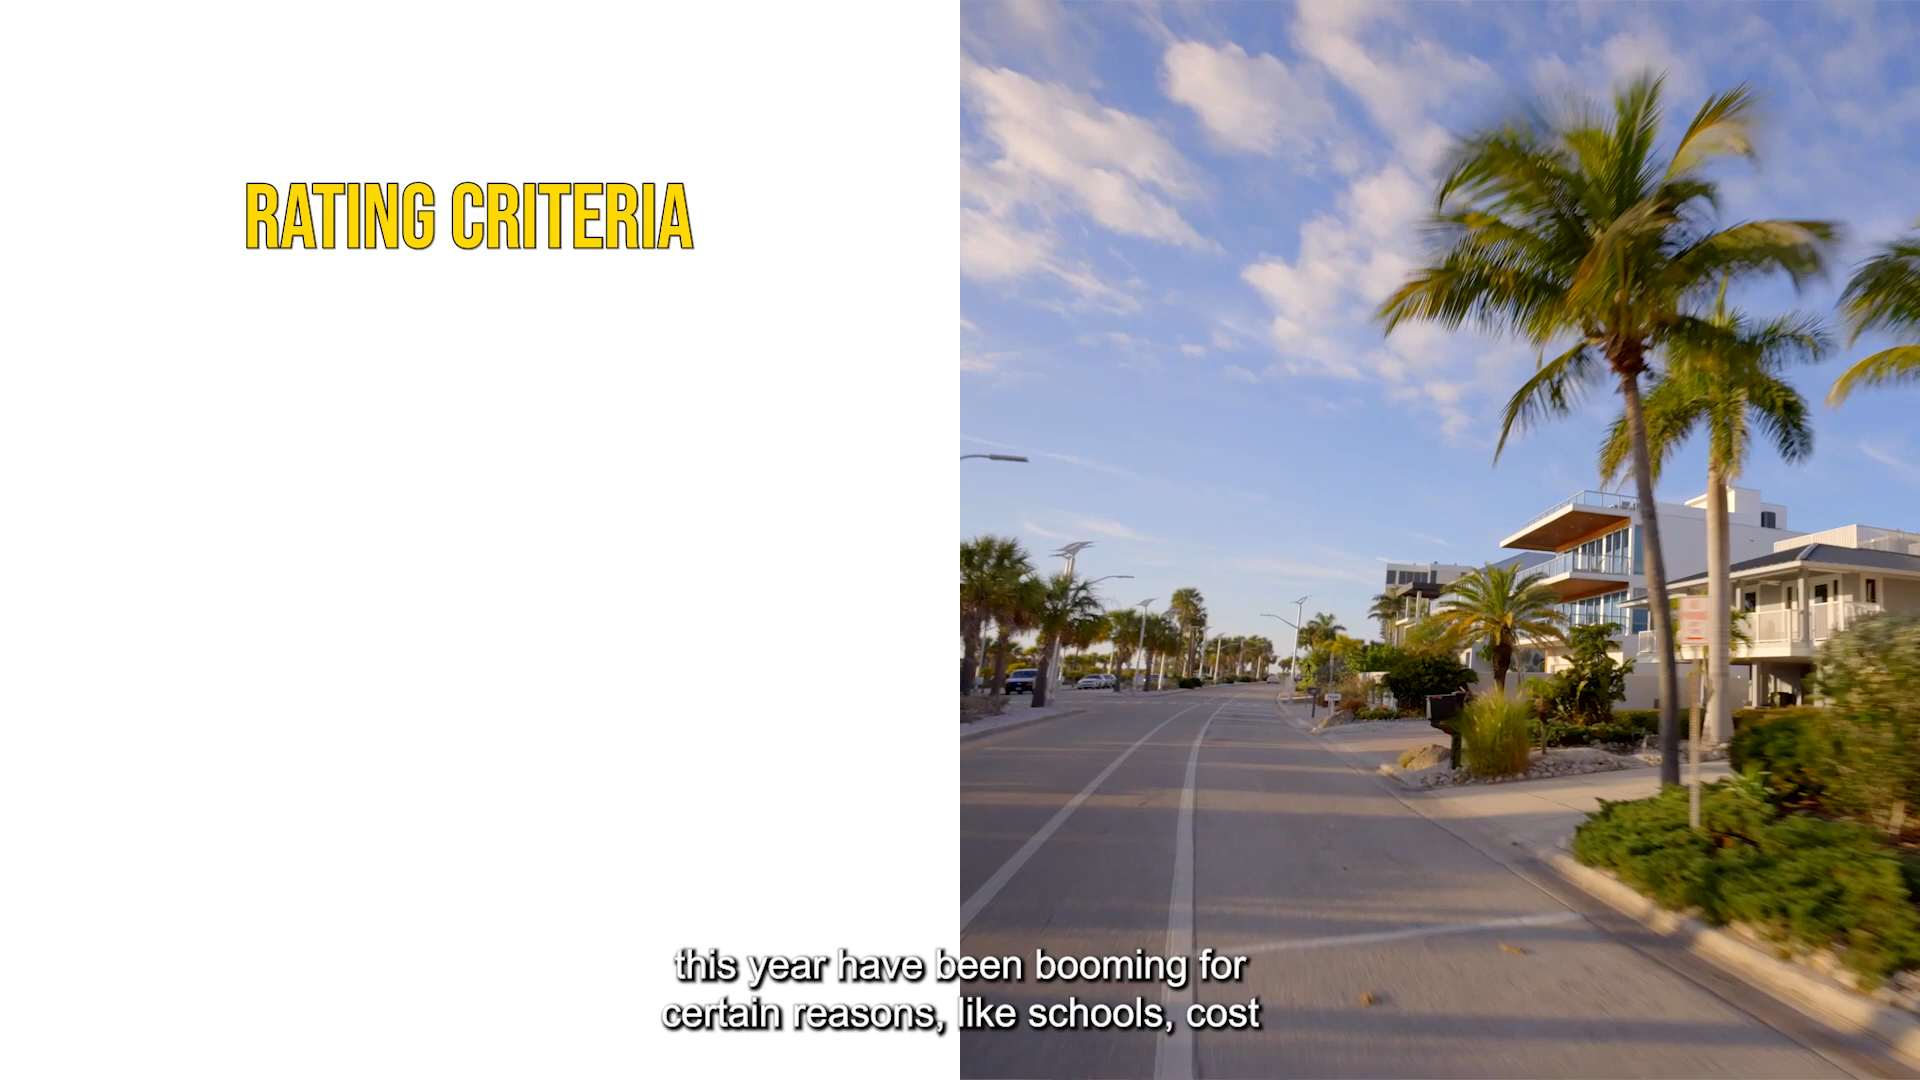 RATING CRITERIA
this year have been booming for
certain reasons, like schools, cost